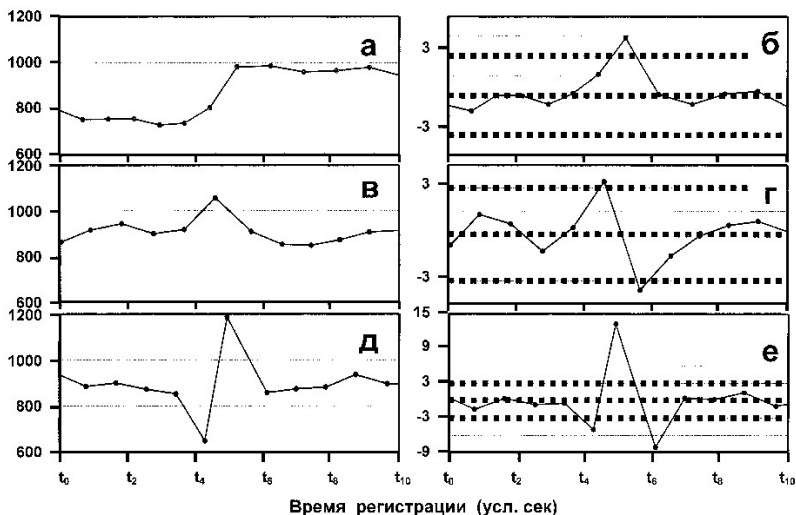 1200 а 3 б
1000
800
600 -3
1200 в 3 г
1000
800
600 -3
1200 д 15 е
1000 9
800 3
600 -3
-9
t₀ t₂ t₄ t₆ t₈ t₁₀ t₀ t₂ t₄ t₆ t₈ t₁₀
Время регистрации (усл. сек)